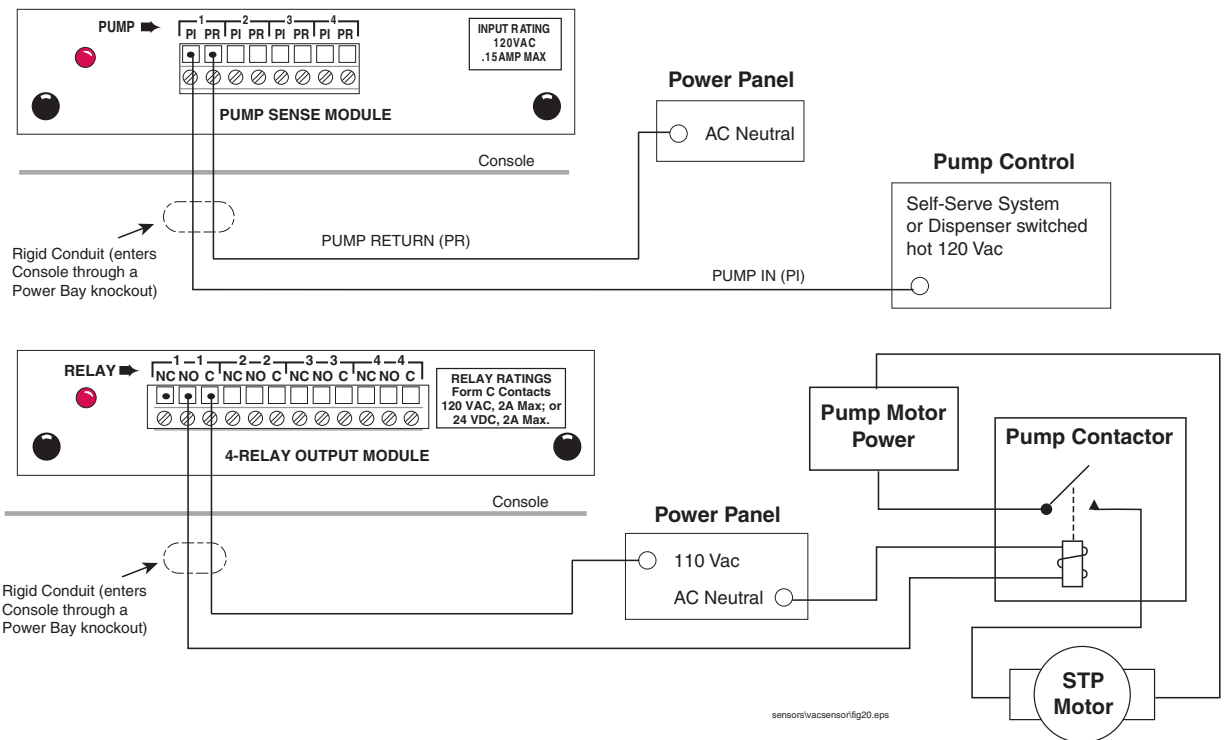 PUMP
1 2 3 4
PI PR PI PR PI PR PI PR
INPUT RATING
120VAC
.15AMP MAX
PUMP SENSE MODULE
Console
Rigid Conduit (enters
Console through a
Power Bay knockout)
PUMP RETURN (PR)
PUMP IN (PI)
Power Panel
AC Neutral
Pump Control
Self-Serve System
or Dispenser switched
hot 120 Vac
RELAY
1 1 2 2 3 3 4 4
NC NO C NC NO C NC NO C NC NO C
RELAY RATINGS
Form C Contacts
120 VAC, 2A Max; or
24 VDC, 2A Max.
4-RELAY OUTPUT MODULE
Console
Rigid Conduit (enters
Console through a
Power Bay knockout)
Power Panel
110 Vac
AC Neutral
Pump Motor
Power
Pump Contactor
STP
Motor
sensors\vacsensor\fig20.eps